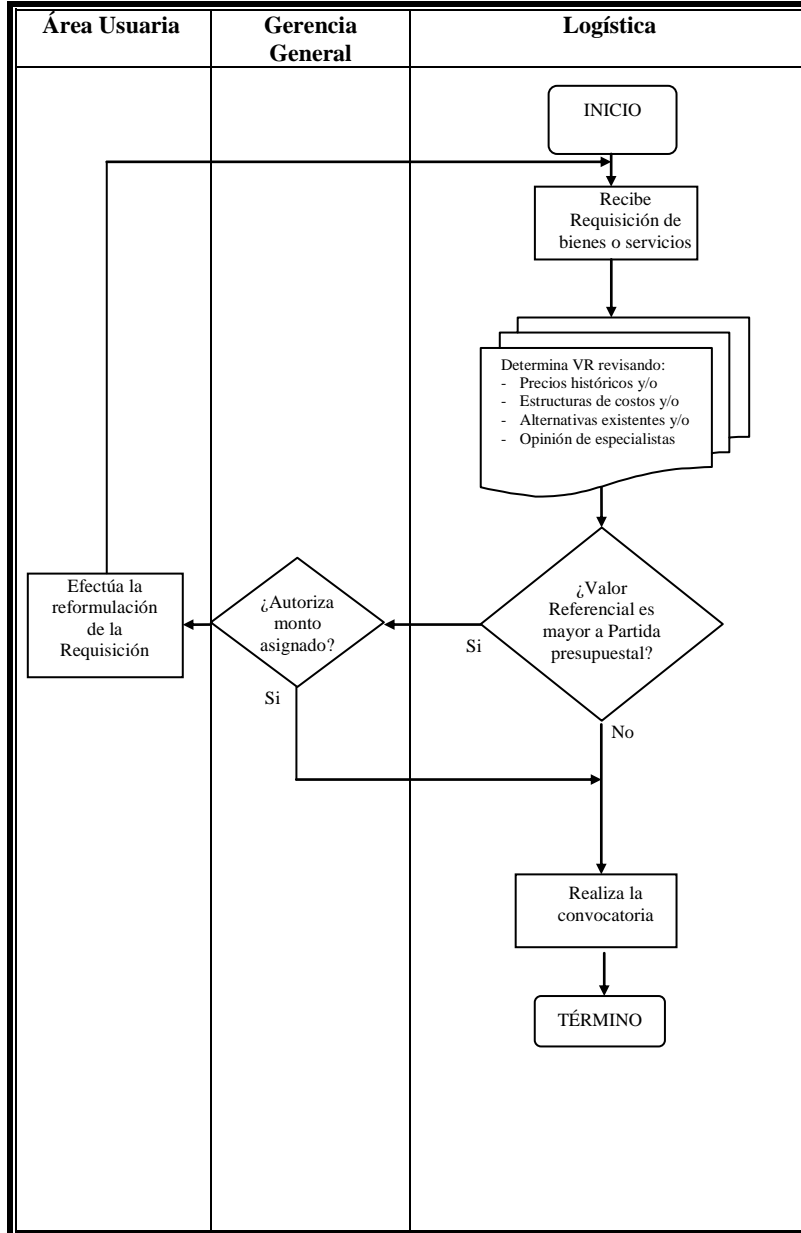 Área Usuaria
Gerencia
General
Logística
INICIO
Recibe
Requisición de
bienes o servicios
Determina VR revisando:
- Precios históricos y/o
- Estructuras de costos y/o
- Alternativas existentes y/o
- Opinión de especialistas
¿Valor
Referencial es
mayor a Partida
presupuestal?
Si
No
¿Autoriza
monto
asignado?
Si
Efectúa la
reformulación
de la
Requisición
Realiza la
convocatoria
TÉRMINO